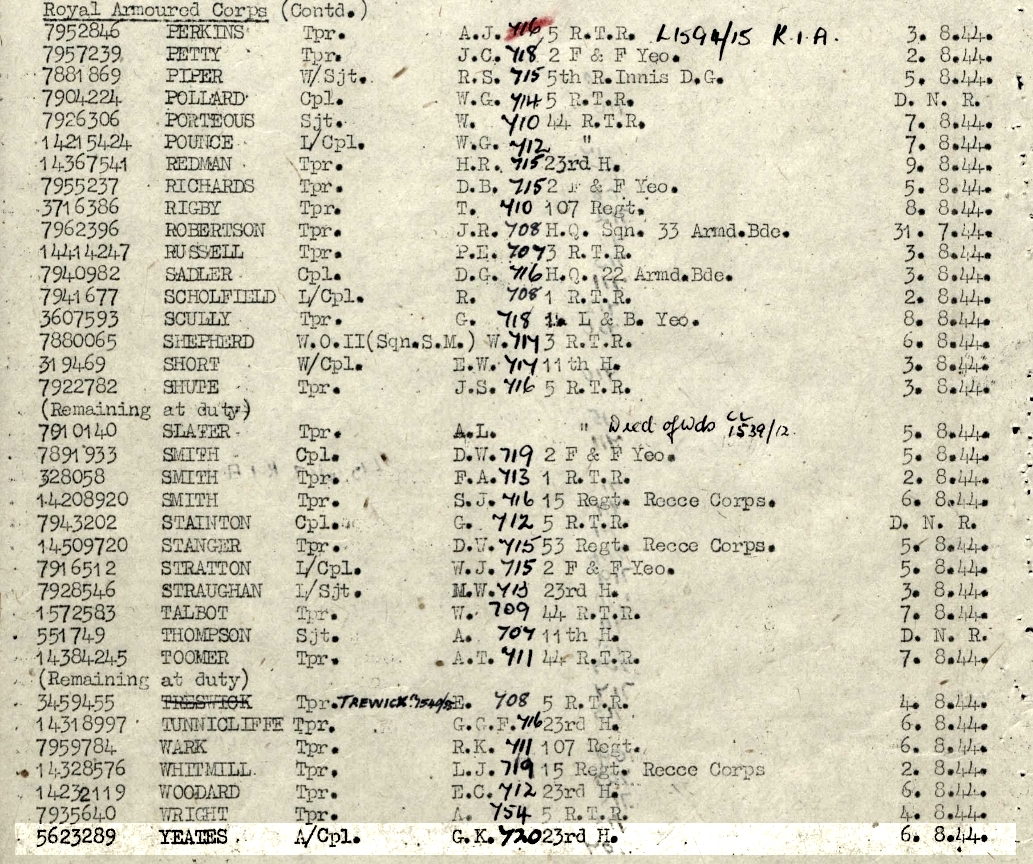 Royal Armoured Corps (Contd.)
7952846 PERKINS Tpr. A.J. 716 5 R.T.R. L1594/15 K.I.A. 3. 8.44.
7957239 PETTY Tpr. J.C. 718 2 F & F Yeo. 2. 8.44.
7881869 PIPER W/Sjt. R.S. 715 5th R.Innis D.G. 5. 8.44.
7904224 POLLARD Cpl. W.G. 714 5 R.T.R. D. N. R.
7926306 PORTEOUS Sjt. W. 710 44 R.T.R. 7. 8.44.
14215424 POUNCE L/Cpl. W.G. 712 " 7. 8.44.
14367541 REDMAN Tpr. H.R. 715 23rd H. 9. 8.44.
7955237 RICHARDS Tpr. D.B. 715 2 F & F Yeo. 5. 8.44.
3716386 RIGBY Tpr. T. 710 107 Regt. 8. 8.44.
7962396 ROBERTSON Tpr. J.R. 708 H.Q. Sqn. 33 Armd.Bde. 31. 7.44.
14414247 RUSSELL Tpr. P.E. 707 3 R.T.R. 3. 8.44.
7940982 SADLER Cpl. D.G. 716 H.Q. 22 Armd.Bde. 3. 8.44.
7941677 SCHOLFIELD L/Cpl. R. 708 1 R.T.R. 2. 8.44.
3607593 SCULLY Tpr. G. 718 L & B. Yeo. 8. 8.44.
7880065 SHEPHERD W.O.II(Sqn.S.M.) W. 717 3 R.T.R. 6. 8.44.
319469 SHORT W/Cpl. E.W. 717 11th H. 3. 8.44.
7922782 SHUPE Tpr. J.S. 716 5 R.T.R. 3. 8.44.
(Remaining at duty)
7910140 SLATER Tpr. A.L. " Died of Wds CL 1539/12 5. 8.44.
7891933 SMITH Cpl. D.W. 719 2 F & F Yeo. 5. 8.44.
328058 SMITH Tpr. F.A. 713 1 R.T.R. 2. 8.44.
14208920 SMITH Tpr. S.J. 716 15 Regt. Recce Corps. 6. 8.44.
7943202 STAINTON Cpl. G. 712 5 R.T.R. D. N. R.
14509720 STANGER Tpr. D.W. 715 53 Regt. Recce Corps. 5. 8.44.
7916512 STRATTON L/Cpl. W.J. 715 2 F & F Yeo. 5. 8.44.
7928546 STRAUGHAN L/Sjt. M.W. 713 23rd H. 3. 8.44.
1572583 TALBOT Tpr. W. 709 44 R.T.R. 7. 8.44.
551749 THOMPSON Sjt. A. 707 11th H. D. N. R.
14384245 TOOMER Tpr. A.T. 711 44 R.T.R. 7. 8.44.
(Remaining at duty)
3459455 TRESWICK Tpr. TREWICK E. 708 5 R.T.R. 4. 8.44.
14318997 TUNNICLIFFE Tpr. G.C.F. 716 23rd H. 6. 8.44.
7959784 WARK Tpr. R.K. 711 107 Regt. 6. 8.44.
14328576 WHITMILL Tpr. L.J. 719 15 Regt. Recce Corps 2. 8.44.
14232119 WOODARD Tpr. E.C. 712 23rd H. 6. 8.44.
7935640 WRIGHT Tpr. A. 754 5 R.T.R. 4. 8.44.
5623289 YEATES A/Cpl. G.K. 720 23rd H. 6. 8.44.